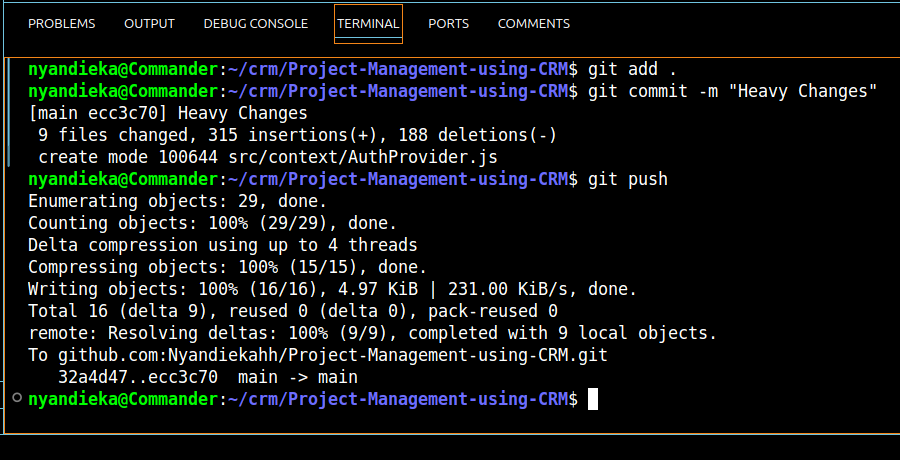 PROBLEMS OUTPUT DEBUG CONSOLE TERMINAL PORTS COMMENTS
nyandieka@Commander:~/crm/Project-Management-using-CRM$ git add .
nyandieka@Commander:~/crm/Project-Management-using-CRM$ git commit -m "Heavy Changes"
[main ecc3c70] Heavy Changes
 9 files changed, 315 insertions(+), 188 deletions(-)
 create mode 100644 src/context/AuthProvider.js
nyandieka@Commander:~/crm/Project-Management-using-CRM$ git push
Enumerating objects: 29, done.
Counting objects: 100% (29/29), done.
Delta compression using up to 4 threads
Compressing objects: 100% (15/15), done.
Writing objects: 100% (16/16), 4.97 KiB | 231.00 KiB/s, done.
Total 16 (delta 9), reused 0 (delta 0), pack-reused 0
remote: Resolving deltas: 100% (9/9), completed with 9 local objects.
To github.com:Nyandiekahh/Project-Management-using-CRM.git
   32a4d47..ecc3c70  main -> main
nyandieka@Commander:~/crm/Project-Management-using-CRM$